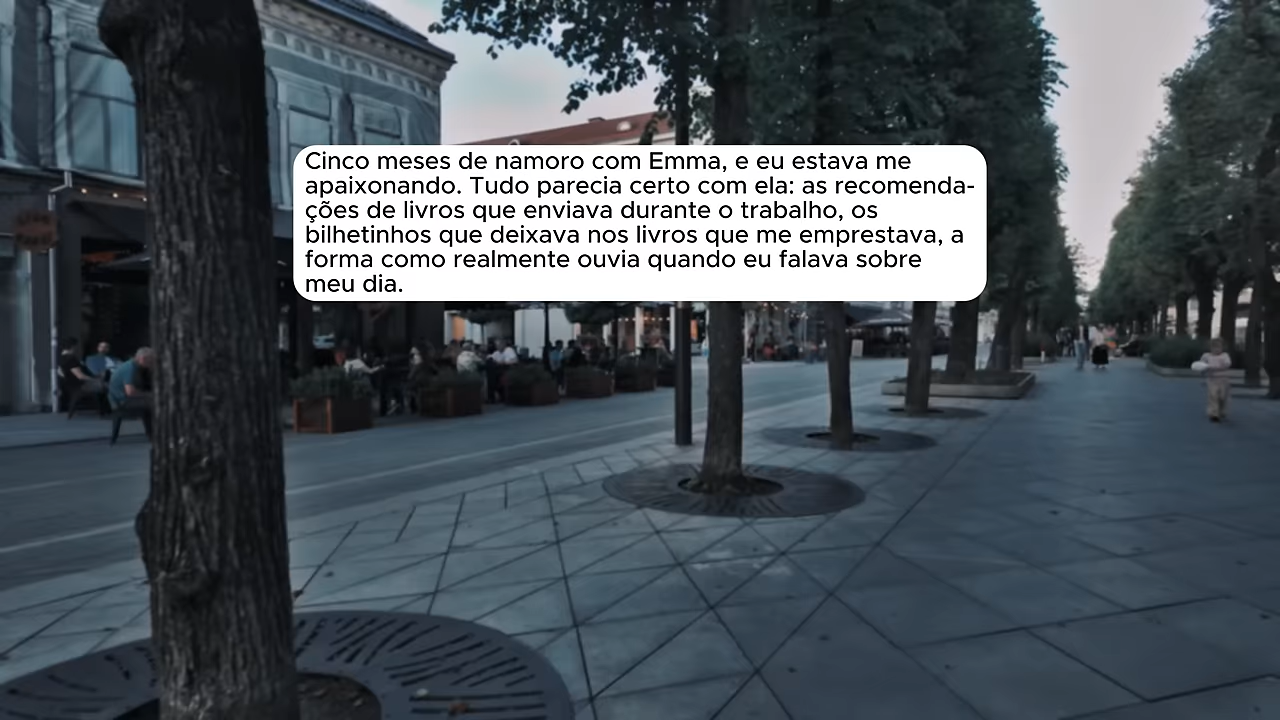 Cinco meses de namoro com Emma, e eu estava me
apaixonando. Tudo parecia certo com ela: as recomenda-
ções de livros que enviava durante o trabalho, os
bilhetinhos que deixava nos livros que me emprestava, a
forma como realmente ouvia quando eu falava sobre
meu dia.